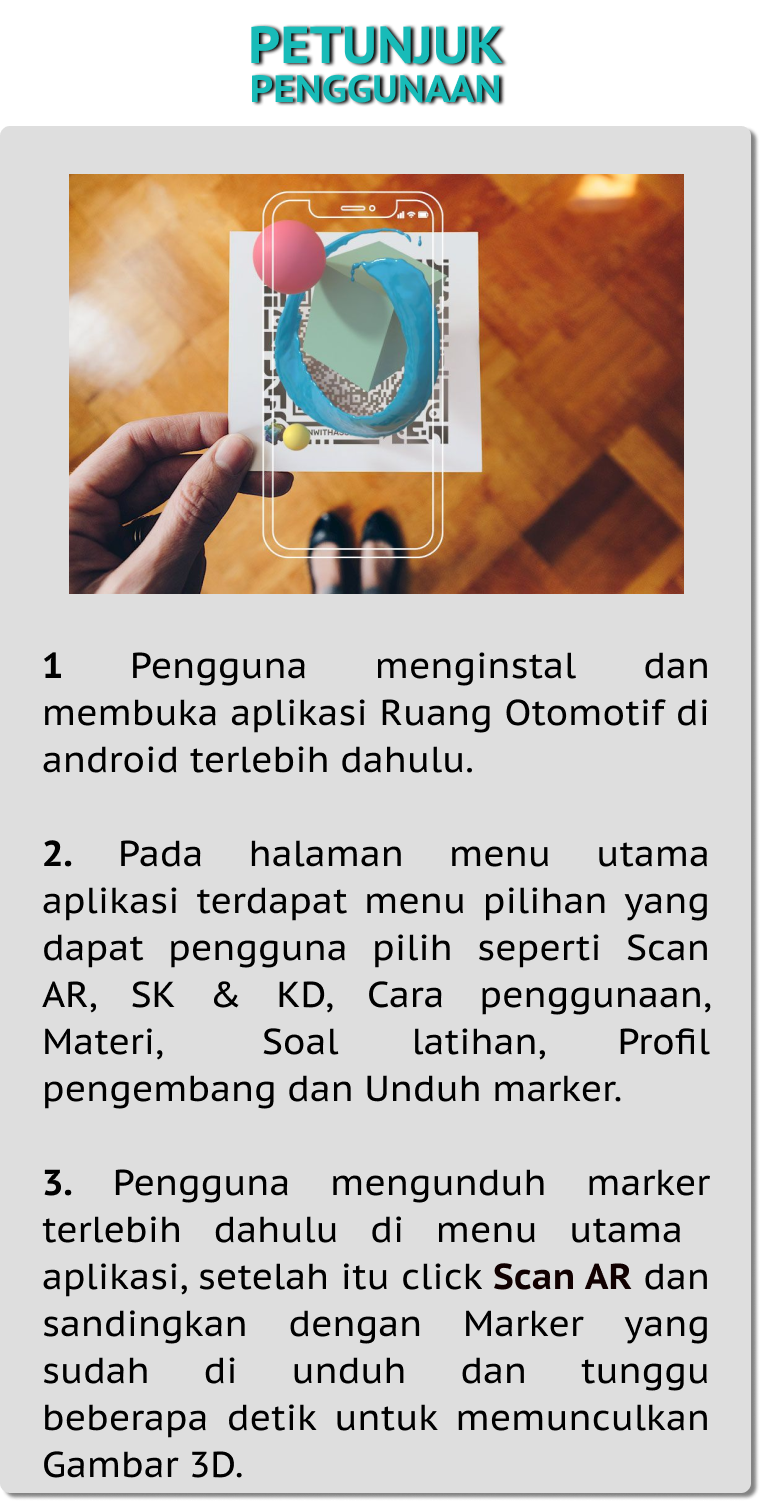 PETUNJUK
PENGGUNAAN
1 Pengguna menginstal dan
membuka aplikasi Ruang Otomotif di
android terlebih dahulu.
2. Pada halaman menu utama
aplikasi terdapat menu pilihan yang
dapat pengguna pilih seperti Scan
AR, SK & KD, Cara penggunaan,
Materi, Soal latihan, Profil
pengembang dan Unduh marker.
3. Pengguna mengunduh marker
terlebih dahulu di menu utama
aplikasi, setelah itu click Scan AR dan
sandingkan dengan Marker yang
sudah di unduh dan tunggu
beberapa detik untuk memunculkan
Gambar 3D.